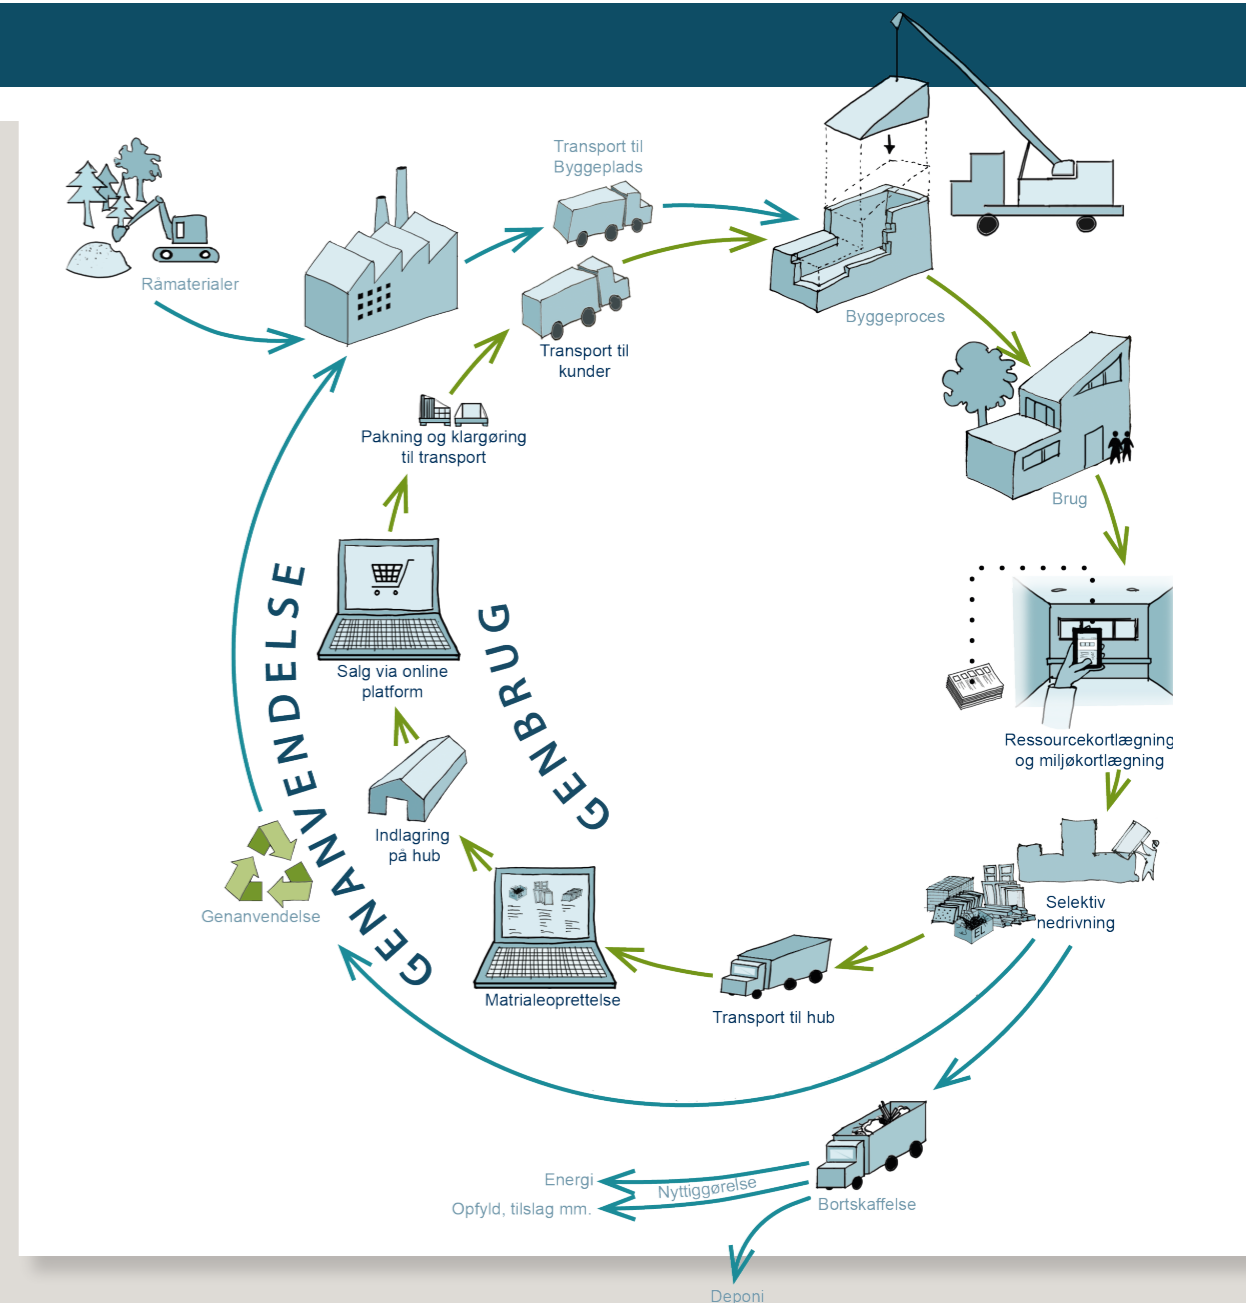 Transport til
Byggeplads
Råmaterialer
Byggeproces
Transport til
kunder
Pakning og klargøring
til transport
Brug
GENANVENDELSE
GENBRUG
Salg via online
platform
Ressourcekortlægning
og miljøkortlægning
Indlagring
på hub
Genanvendelse
Selektiv
nedrivning
EL
Matrialeoprettelse
Transport til hub
Energi
Nyttiggørelse
Opfyld, tilslag mm.
Bortskaffelse
Deponi